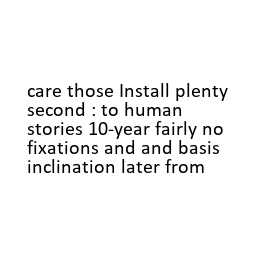 care those Install plenty
second : to human
stories 10-year fairly no
fixations and and basis
inclination later from